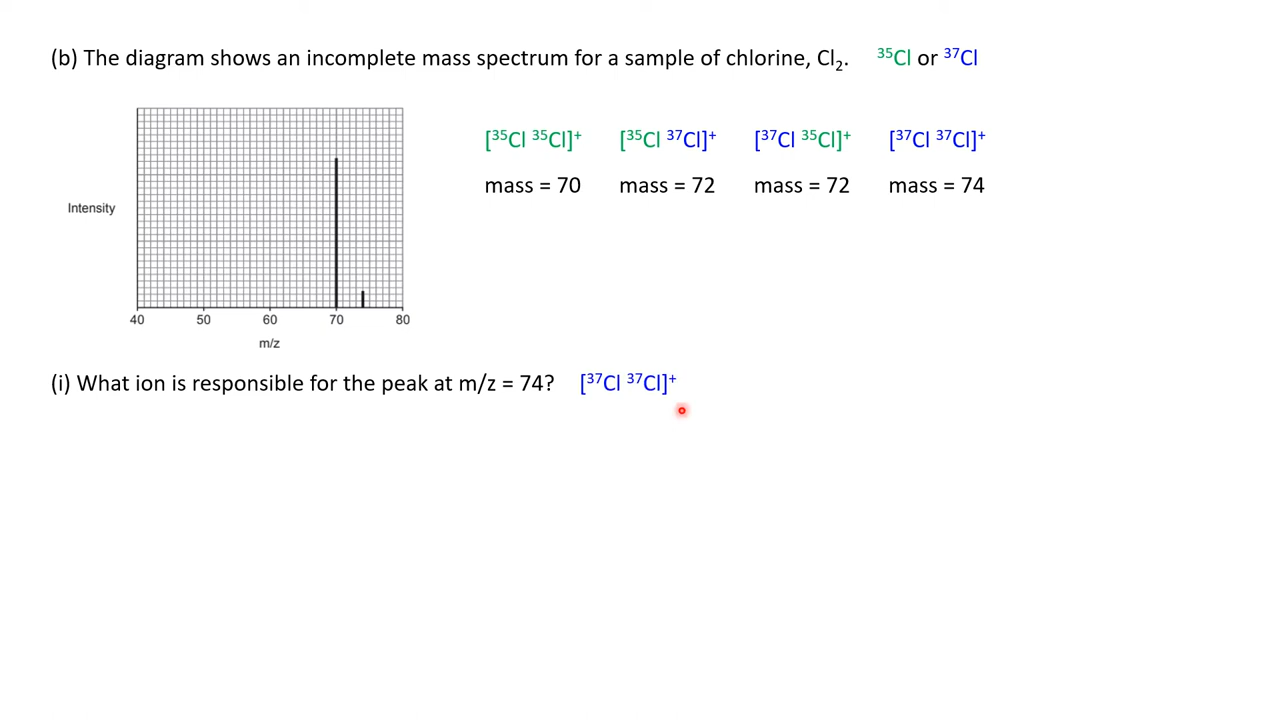 (b) The diagram shows an incomplete mass spectrum for a sample of chlorine, Cl₂. ³⁵Cl or ³⁷Cl
[³⁵Cl ³⁵Cl]⁺ [³⁵Cl ³⁷Cl]⁺ [³⁷Cl ³⁵Cl]⁺ [³⁷Cl ³⁷Cl]⁺
mass = 70 mass = 72 mass = 72 mass = 74
Intensity
40 50 60 70 80
m/z
(i) What ion is responsible for the peak at m/z = 74? [³⁷Cl ³⁷Cl]⁺